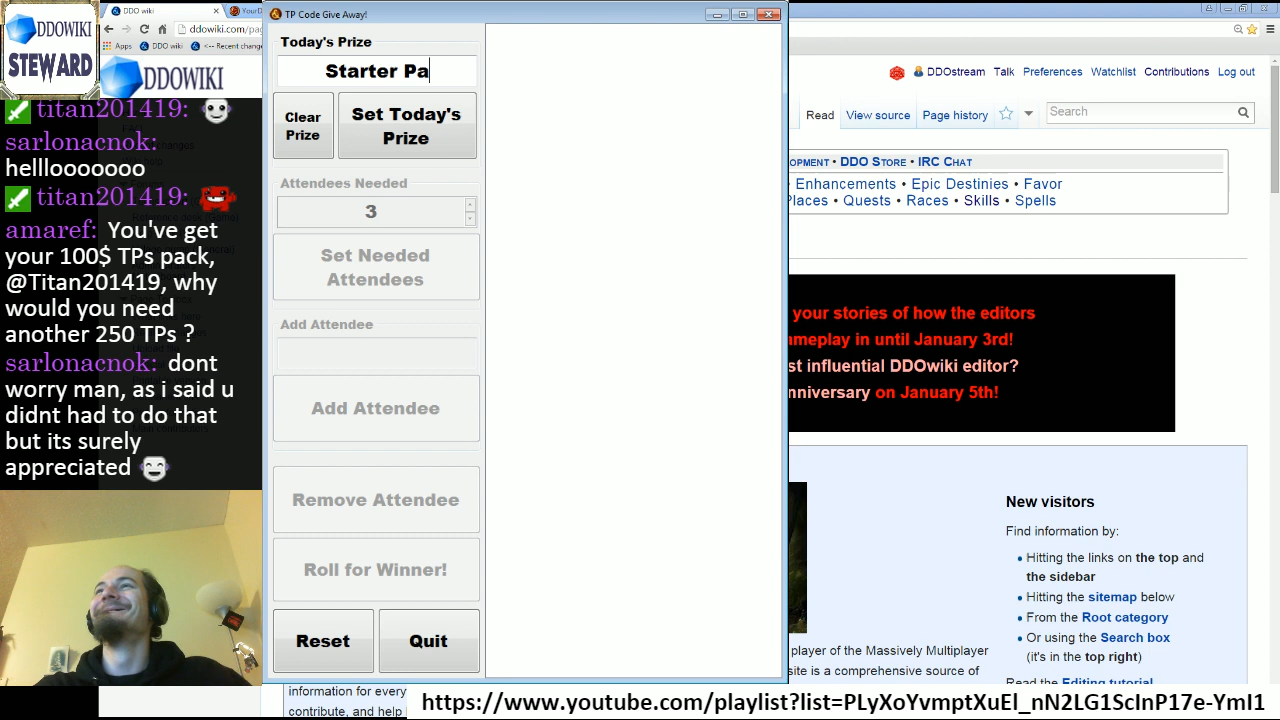 DDOWIKI
STEWARD
DDO wiki
ddowiki.com/pag
Apps
DDO wiki
<-- Recent change
DDOWIKI
titan201419:
sarlonacnok:
helllooooooo
titan201419:
amaref: You've get
your 100$ TPs pack,
@Titan201419, why
would you need
another 250 TPs ?
sarlonacnok: dont
worry man, as i said u
didnt had to do that
but its surely
appreciated
TP Code Give Away!
Today's Prize
Starter Pa
Clear
Prize
Set Today's
Prize
Attendees Needed
3
Set Needed
Attendees
Add Attendee
Add Attendee
Remove Attendee
Roll for Winner!
Reset
Quit
DDOstream Talk Preferences Watchlist Contributions Log out
Read View source Page history
Search
OPMENT • DDO STORE • IRC CHAT
Enhancements • Epic Destinies • Favor
Places • Quests • Races • Skills • Spells
your stories of how the editors
ameplay in until January 3rd!
st influential DDOwiki editor?
nniversary on January 5th!
New visitors
Find information by:
• Hitting the links on the top and
the sidebar
• Hitting the sitemap below
• From the Root category
• Or using the Search box
(it's in the top right)
Read the Editing tutorial
player of the Massively Multiplayer
site is a comprehensive source of
information for every
contribute, and help
https://www.youtube.com/playlist?list=PLyXoYvmptXuEl_nN2LG1ScInP17e-YmI1